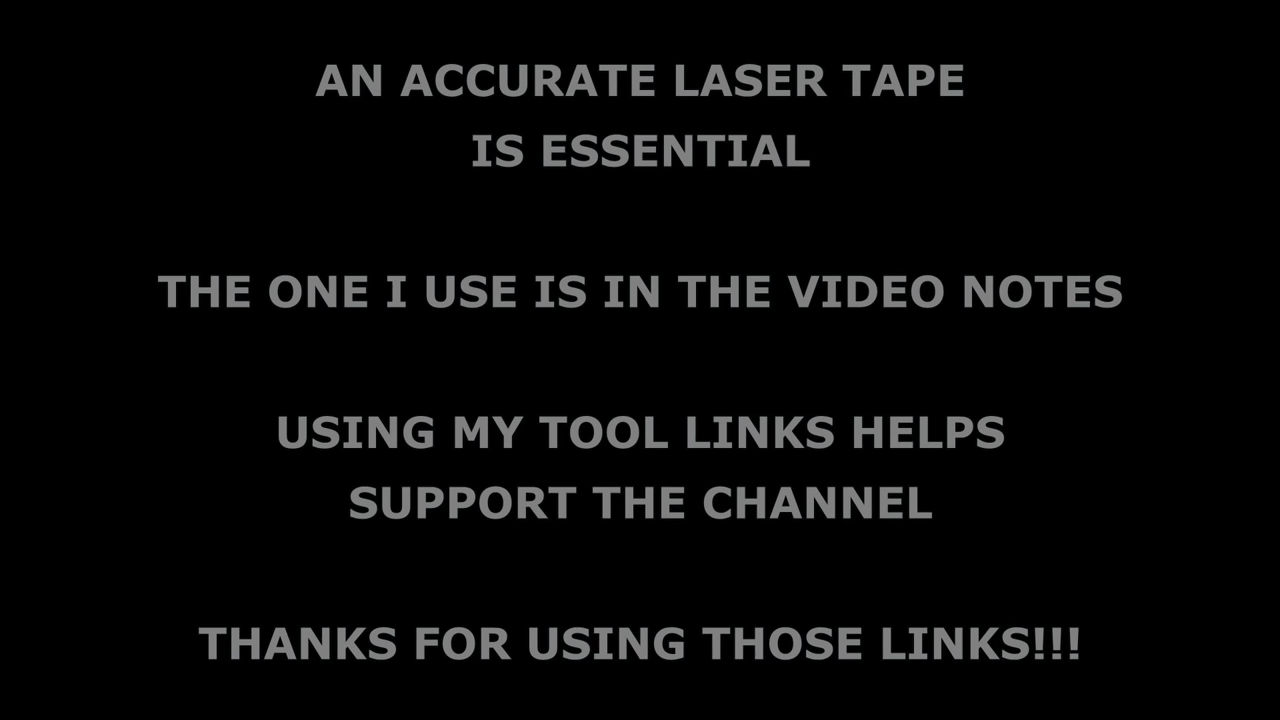 AN ACCURATE LASER TAPE
IS ESSENTIAL
THE ONE I USE IS IN THE VIDEO NOTES
USING MY TOOL LINKS HELPS
SUPPORT THE CHANNEL
THANKS FOR USING THOSE LINKS!!!